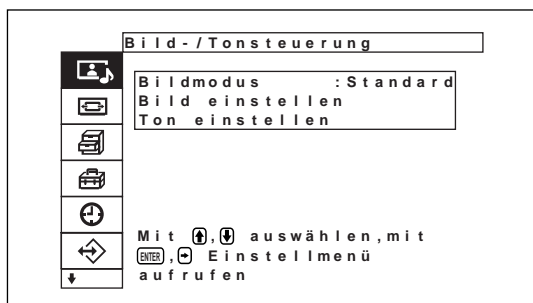 Bild-/Tonsteuerung
Bildmodus :Standard
Bild einstellen
Ton einstellen
Mit ↑,↓ auswählen,mit
ENTER,→ Einstellmenü
aufrufen